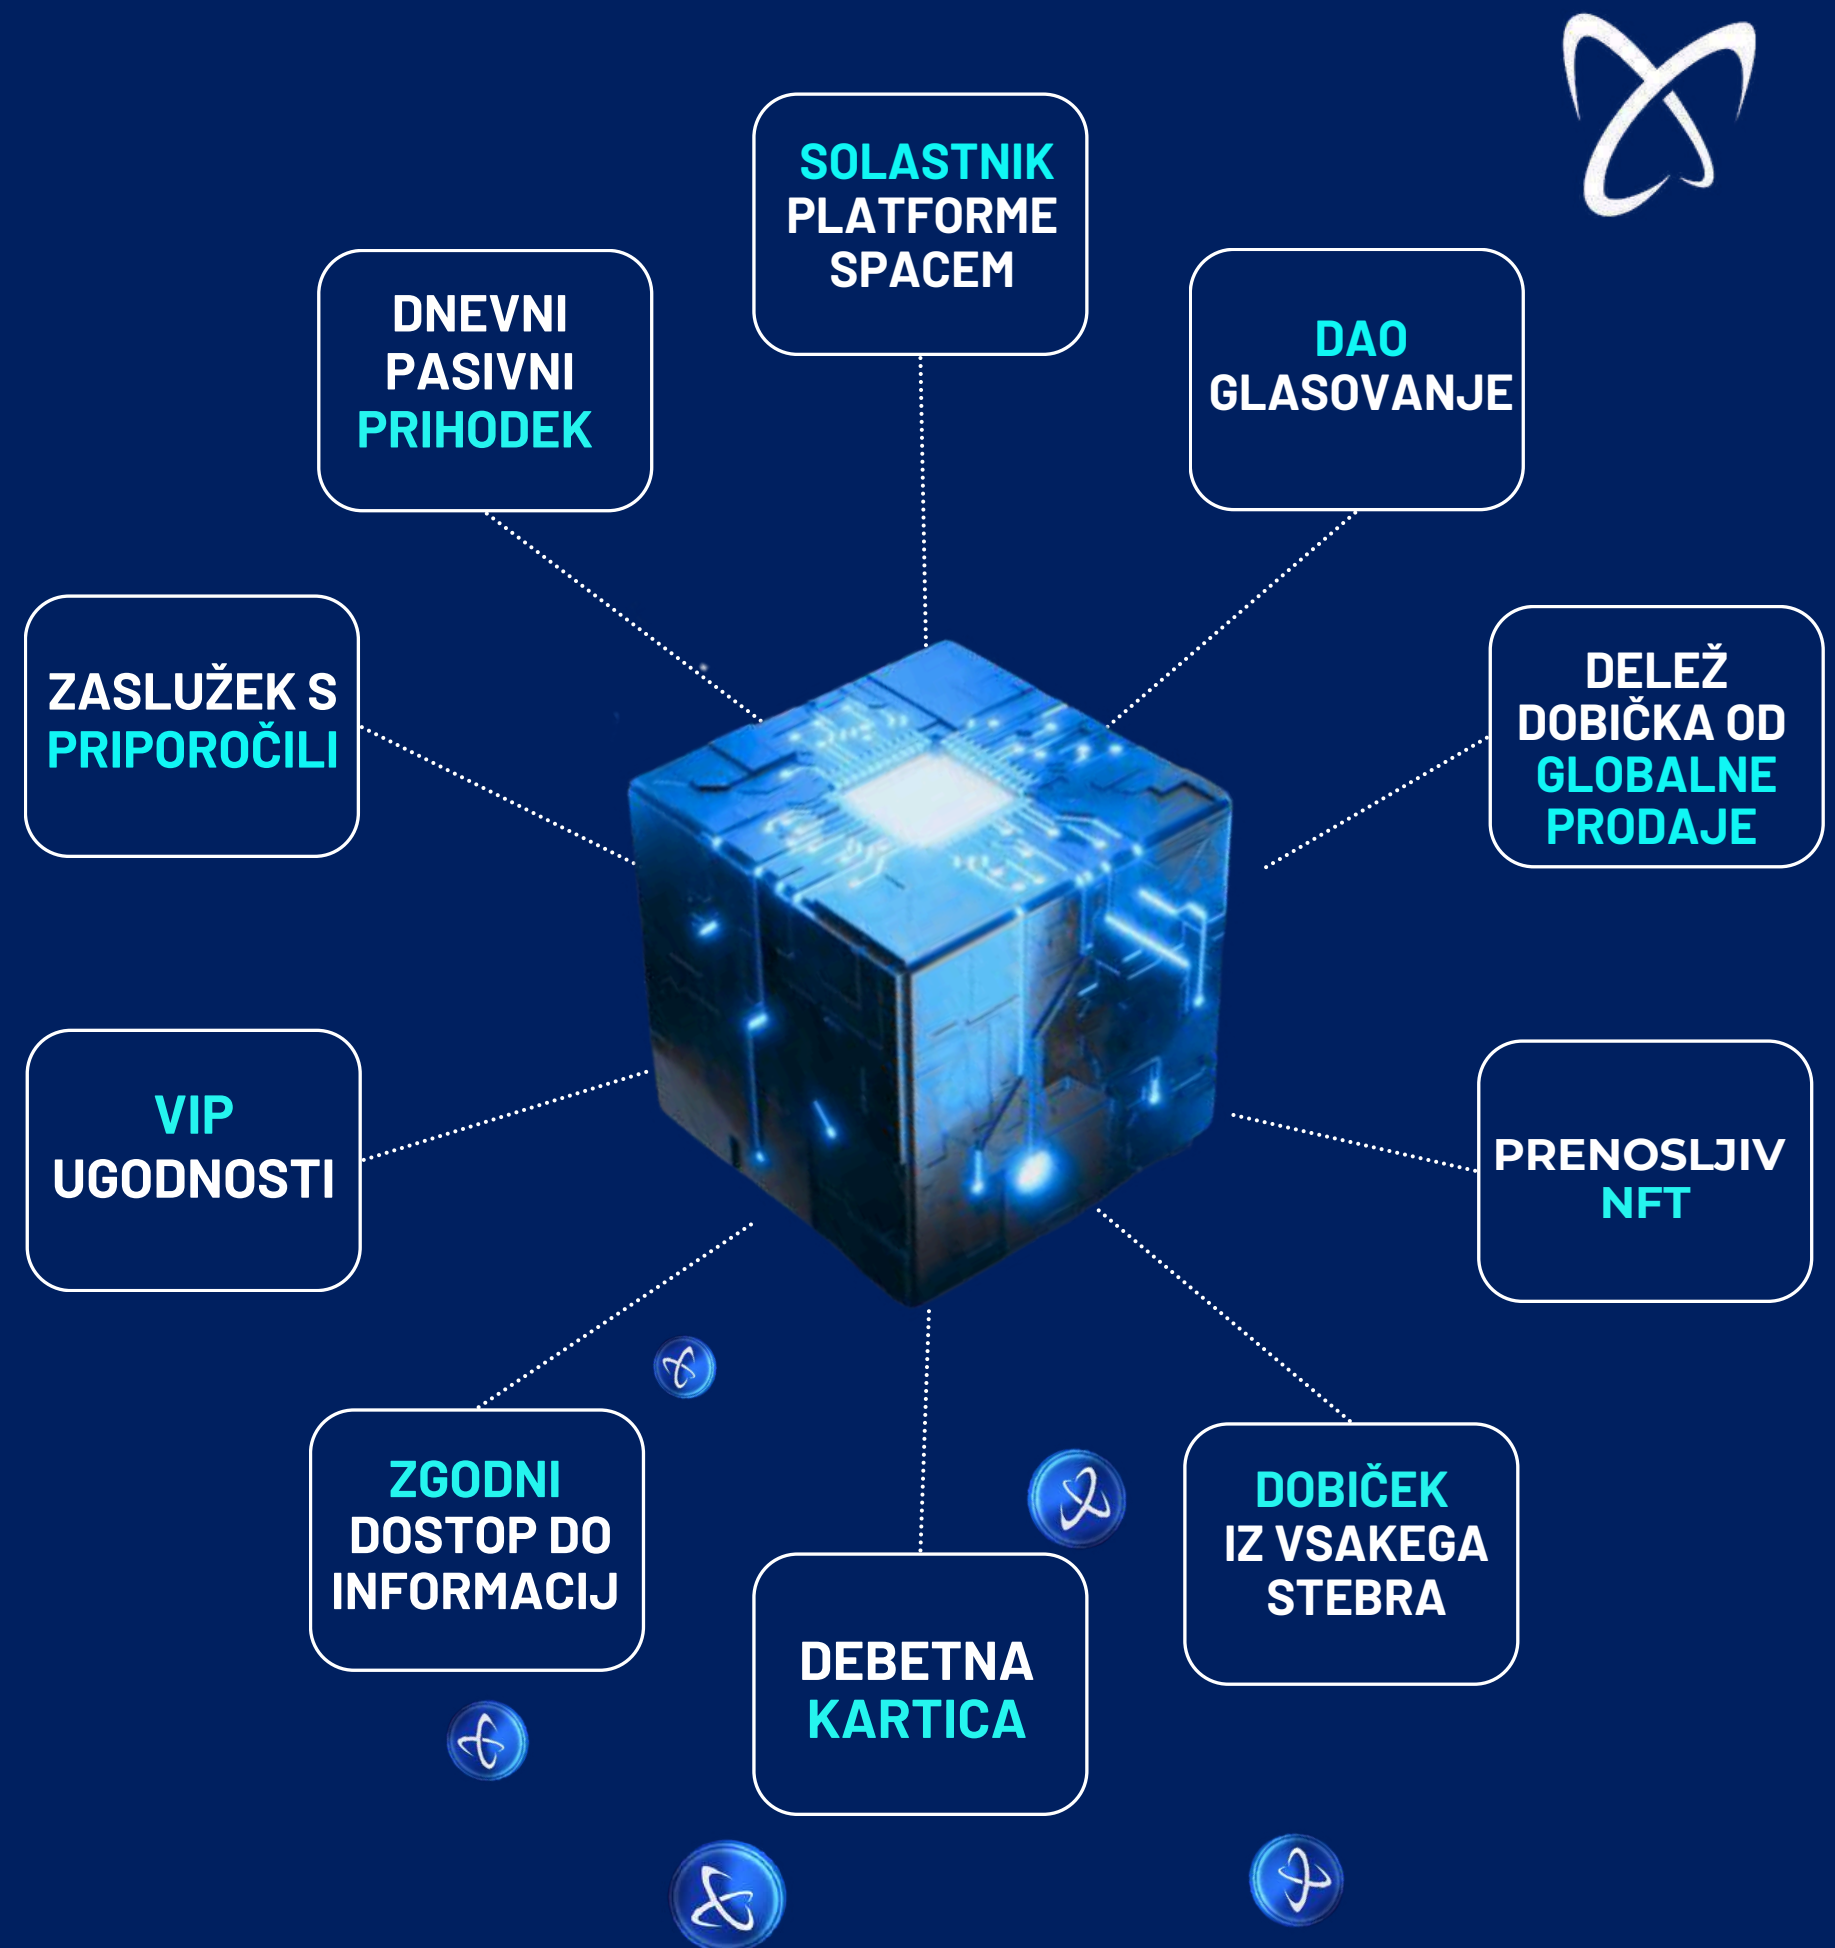 SOLASTNIK
PLATFORME
SPACEM
DNEVNI
PASIVNI
PRIHODEK
DAO
GLASOVANJE
ZASLUŽEK S
PRIPOROČILI
DELEŽ
DOBIČKA OD
GLOBALNE
PRODAJE
VIP
UGODNOSTI
PRENOSLJIV
NFT
ZGODNI
DOSTOP DO
INFORMACIJ
DEBETNA
KARTICA
DOBIČEK
IZ VSAKEGA
STEBRA